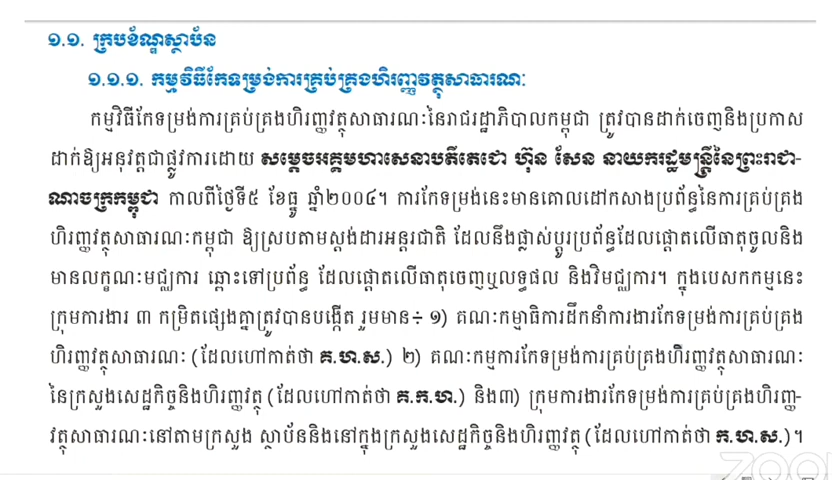 ១.១. ក្របខ័ណ្ឌស្ថាប័ន
១.១.១. កម្មវិធីកែទម្រង់ការគ្រប់គ្រងហិរញ្ញវត្ថុសាធារណៈ
កម្មវិធីកែទម្រង់ការគ្រប់គ្រងហិរញ្ញវត្ថុសាធារណៈនៃរាជរដ្ឋាភិបាលកម្ពុជា ត្រូវបានដាក់ចេញនិងប្រកាស
ដាក់ឱ្យអនុវត្តជាផ្លូវការដោយ សម្តេចអគ្គមហាសេនាបតីតេជោ ហ៊ុន សែន នាយករដ្ឋមន្ត្រីនៃព្រះរាជា-
ណាចក្រកម្ពុជា កាលពីថ្ងៃទី៥ ខែធ្នូ ឆ្នាំ២០០៤។ ការកែទម្រង់នេះមានគោលដៅកសាងប្រព័ន្ធនៃការគ្រប់គ្រង
ហិរញ្ញវត្ថុសាធារណៈកម្ពុជា ឱ្យស្របតាមស្តង់ដារអន្តរជាតិ ដែលនឹងផ្លាស់ប្តូរប្រព័ន្ធដែលផ្តោតលើធាតុចូលនិង
មានលក្ខណៈមជ្ឈការ ឆ្ពោះទៅប្រព័ន្ធ ដែលផ្តោតលើធាតុចេញឬលទ្ធផល និងវិមជ្ឈការ។ ក្នុងបេសកកម្មនេះ
ក្រុមការងារ ៣ កម្រិតផ្សេងគ្នាត្រូវបានបង្កើត រួមមាន÷ ១) គណៈកម្មាធិការដឹកនាំការងារកែទម្រង់ការគ្រប់គ្រង
ហិរញ្ញវត្ថុសាធារណៈ (ដែលហៅកាត់ថា គ.ហ.ស.) ២) គណៈកម្មការកែទម្រង់ការគ្រប់គ្រងហិរញ្ញវត្ថុសាធារណៈ
នៃក្រសួងសេដ្ឋកិច្ចនិងហិរញ្ញវត្ថុ (ដែលហៅកាត់ថា គ.ក.ហ.) និង៣) ក្រុមការងារកែទម្រង់ការគ្រប់គ្រងហិរញ្ញ-
វត្ថុសាធារណៈនៅតាមក្រសួង ស្ថាប័ននិងនៅក្នុងក្រសួងសេដ្ឋកិច្ចនិងហិរញ្ញវត្ថុ (ដែលហៅកាត់ថា ក.ហ.ស.)។